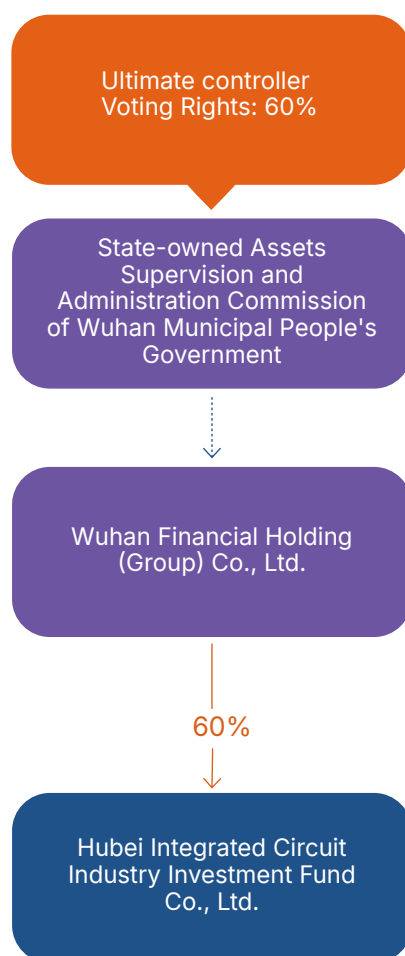 Ultimate controller
Voting Rights: 60%
State-owned Assets
Supervision and
Administration Commission
of Wuhan Municipal People's
Government
Wuhan Financial Holding
(Group) Co., Ltd.
60%
Hubei Integrated Circuit
Industry Investment Fund
Co., Ltd.